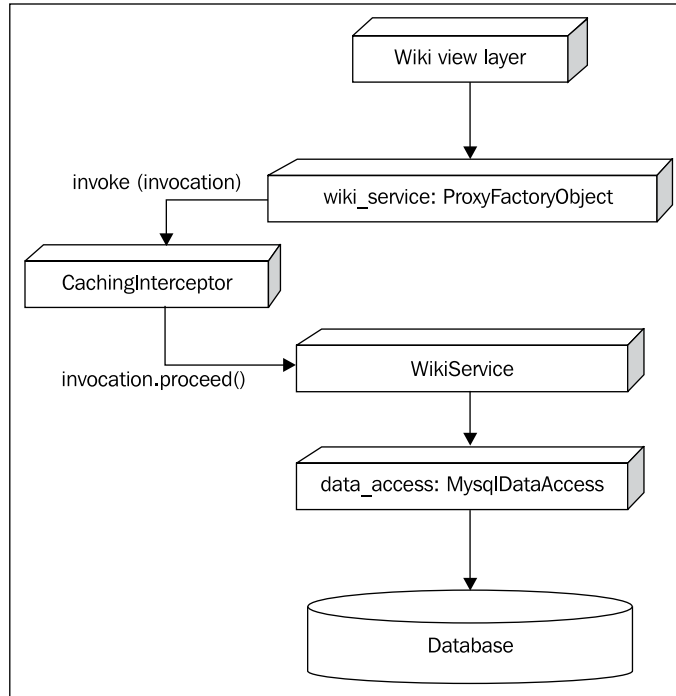 Wiki view layer
invoke (invocation)
wiki_service: ProxyFactoryObject
CachingInterceptor
invocation.proceed()
WikiService
data_access: MysqlDataAccess
Database